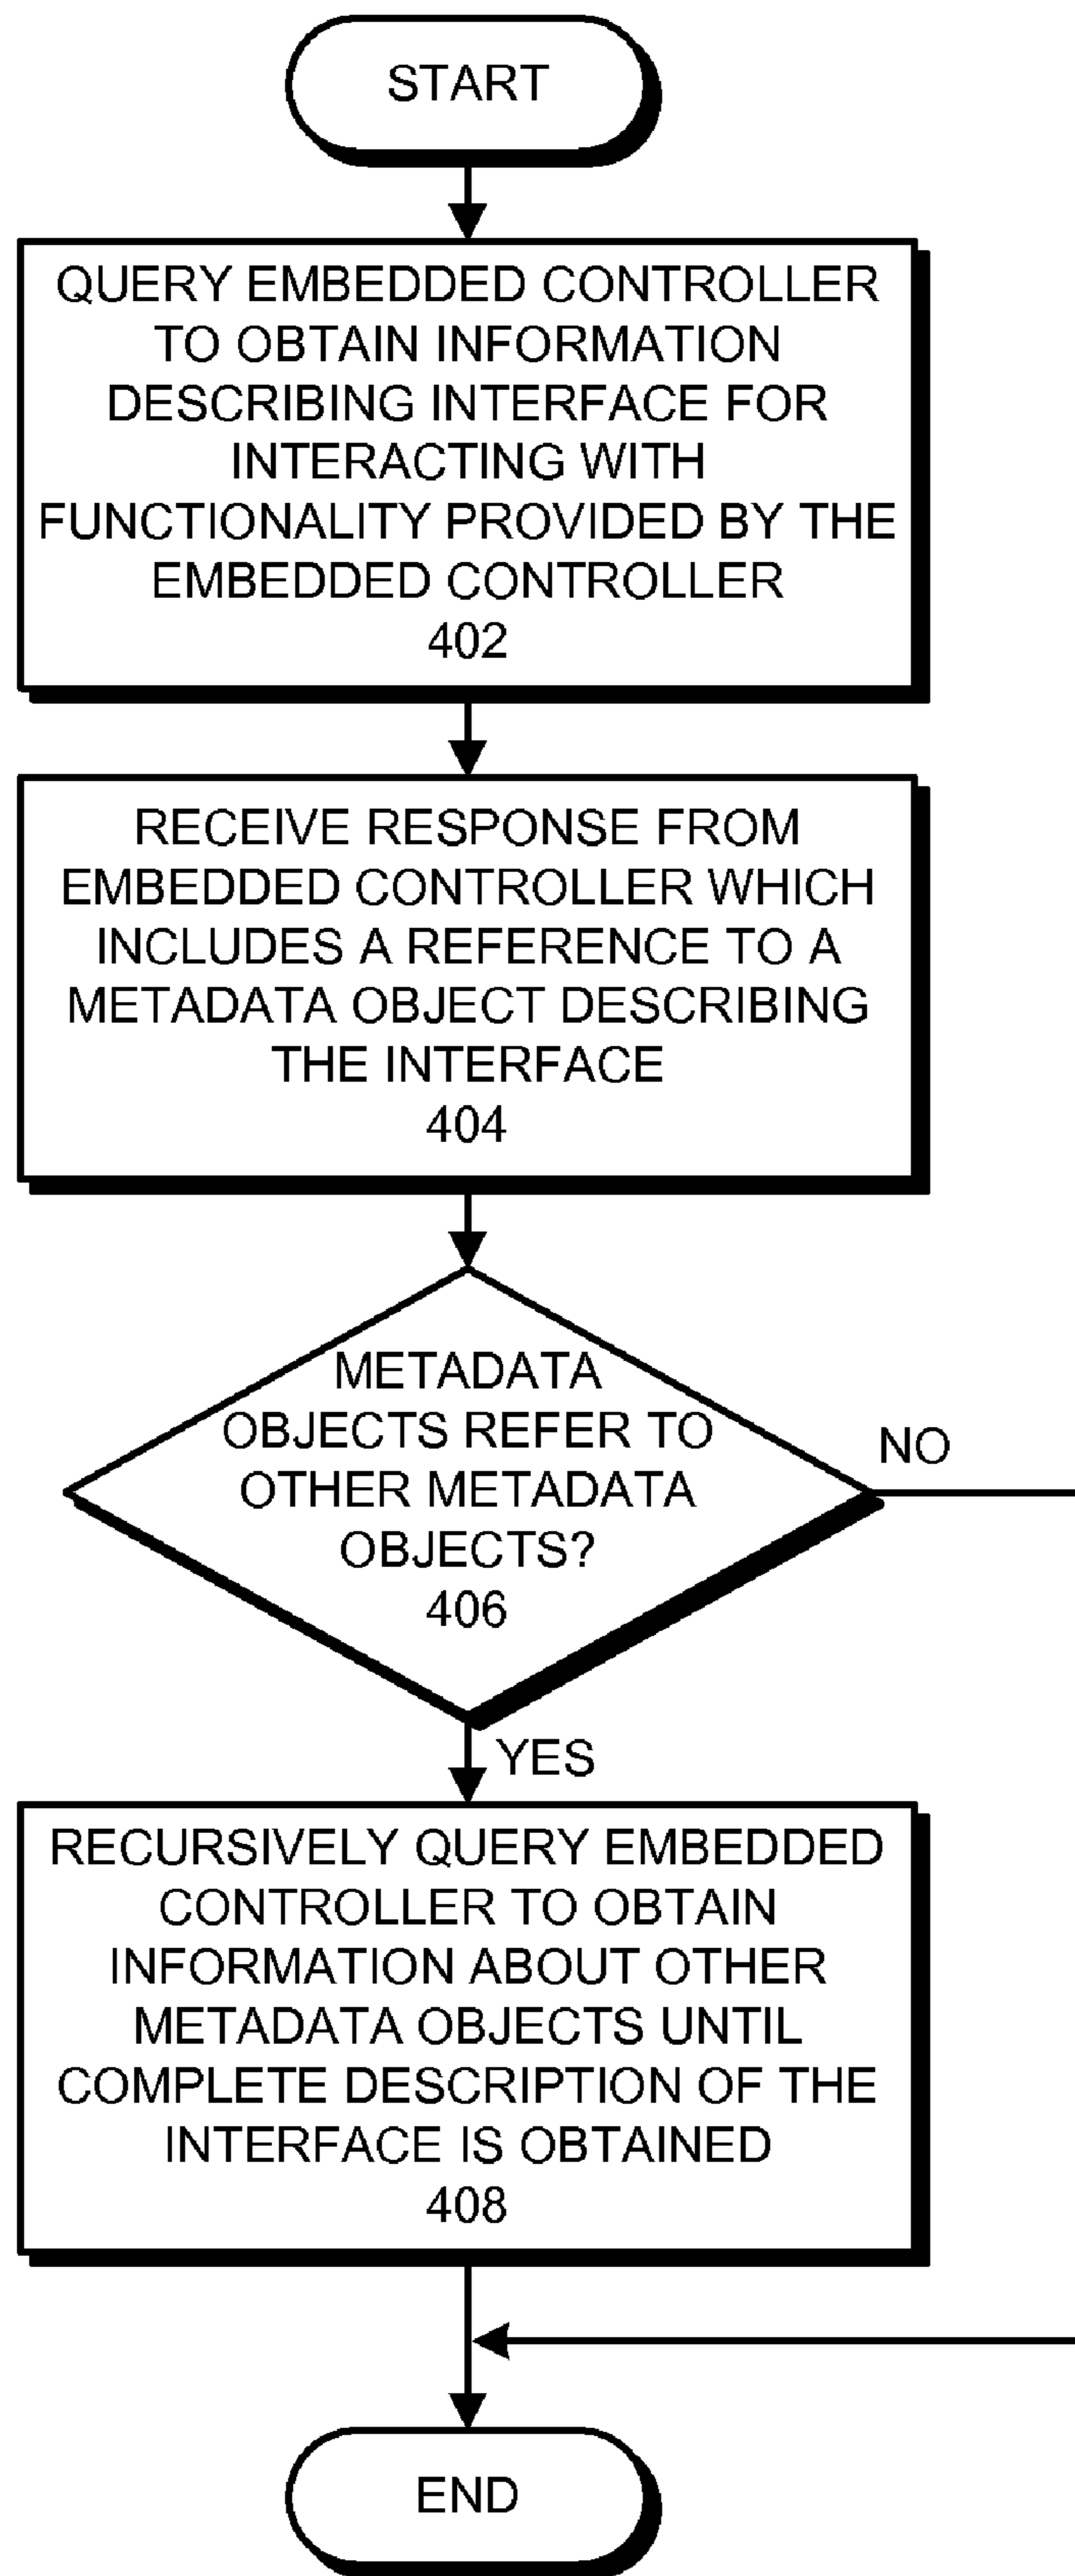 START
QUERY EMBEDDED CONTROLLER
TO OBTAIN INFORMATION
DESCRIBING INTERFACE FOR
INTERACTING WITH
FUNCTIONALITY PROVIDED BY THE
EMBEDDED CONTROLLER
402
RECEIVE RESPONSE FROM
EMBEDDED CONTROLLER WHICH
INCLUDES A REFERENCE TO A
METADATA OBJECT DESCRIBING
THE INTERFACE
404
METADATA
OBJECTS REFER TO
OTHER METADATA
OBJECTS?
406
NO
YES
RECURSIVELY QUERY EMBEDDED
CONTROLLER TO OBTAIN
INFORMATION ABOUT OTHER
METADATA OBJECTS UNTIL
COMPLETE DESCRIPTION OF THE
INTERFACE IS OBTAINED
408
END